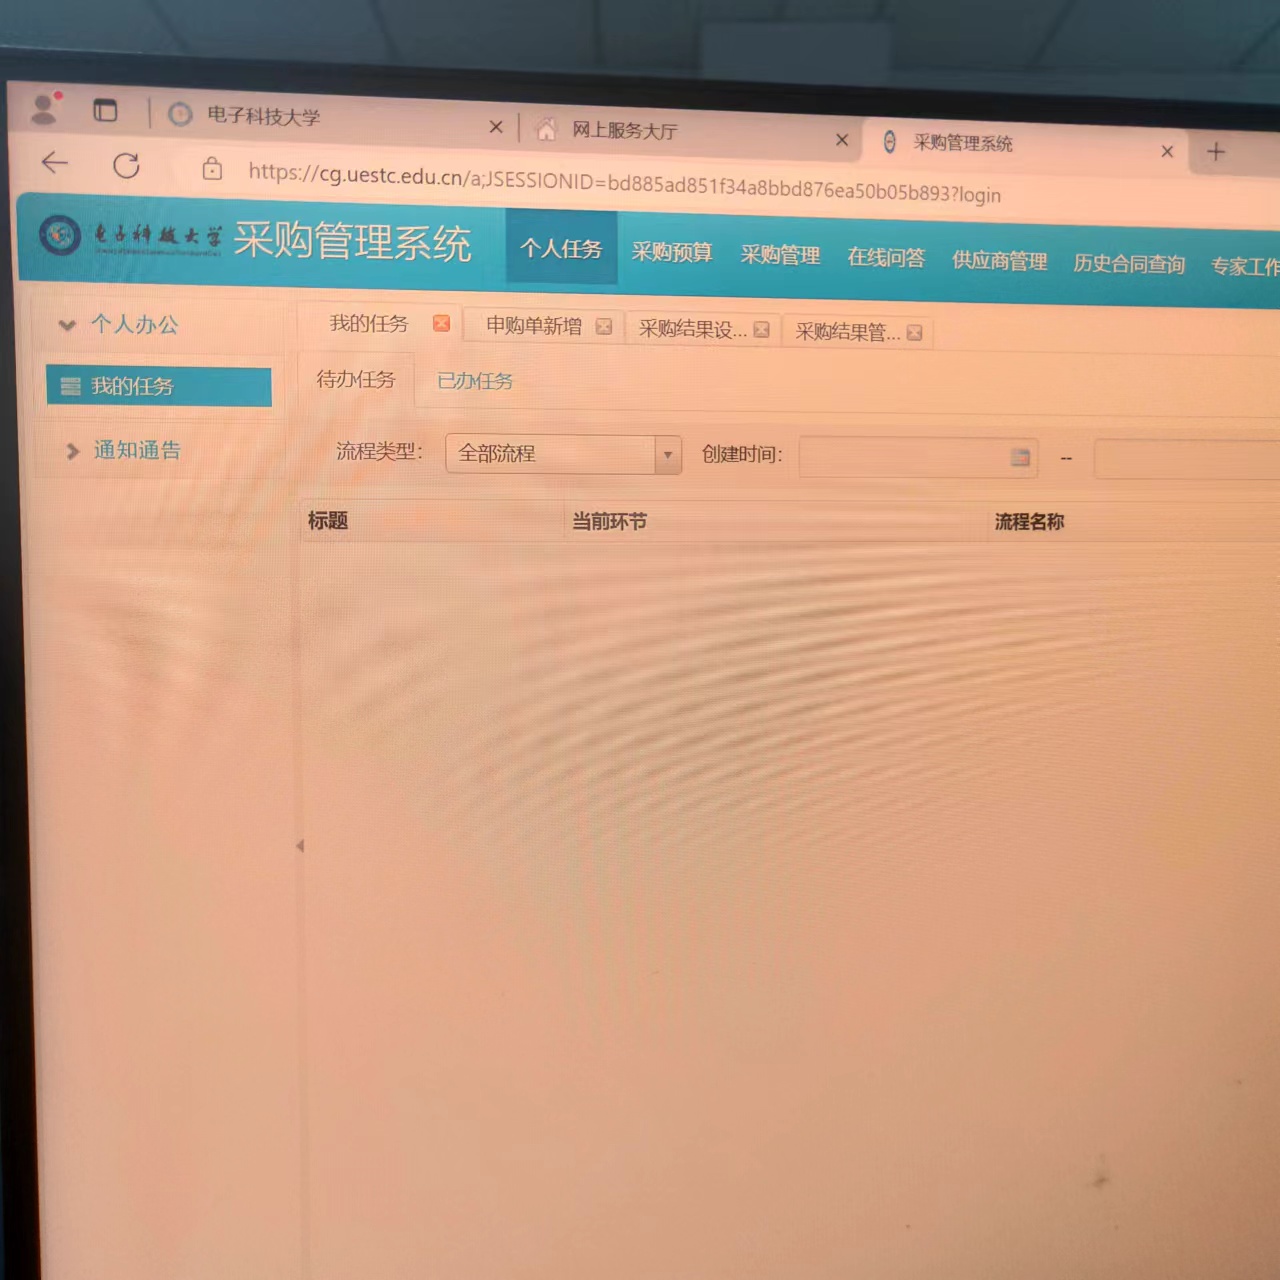 电子科技大学
网上服务大厅
采购管理系统
https://cg.uestc.edu.cn/a;JSESSIONID=bd885ad851f34a8bbd876ea50b05b893?login
电子科技大学 采购管理系统
个人任务 采购预算 采购管理 在线问答 供应商管理 历史合同查询 专家工作
个人办公
我的任务
通知通告
我的任务 申购单新增 采购结果设... 采购结果管...
待办任务 已办任务
流程类型： 全部流程 创建时间： --
标题 当前环节 流程名称